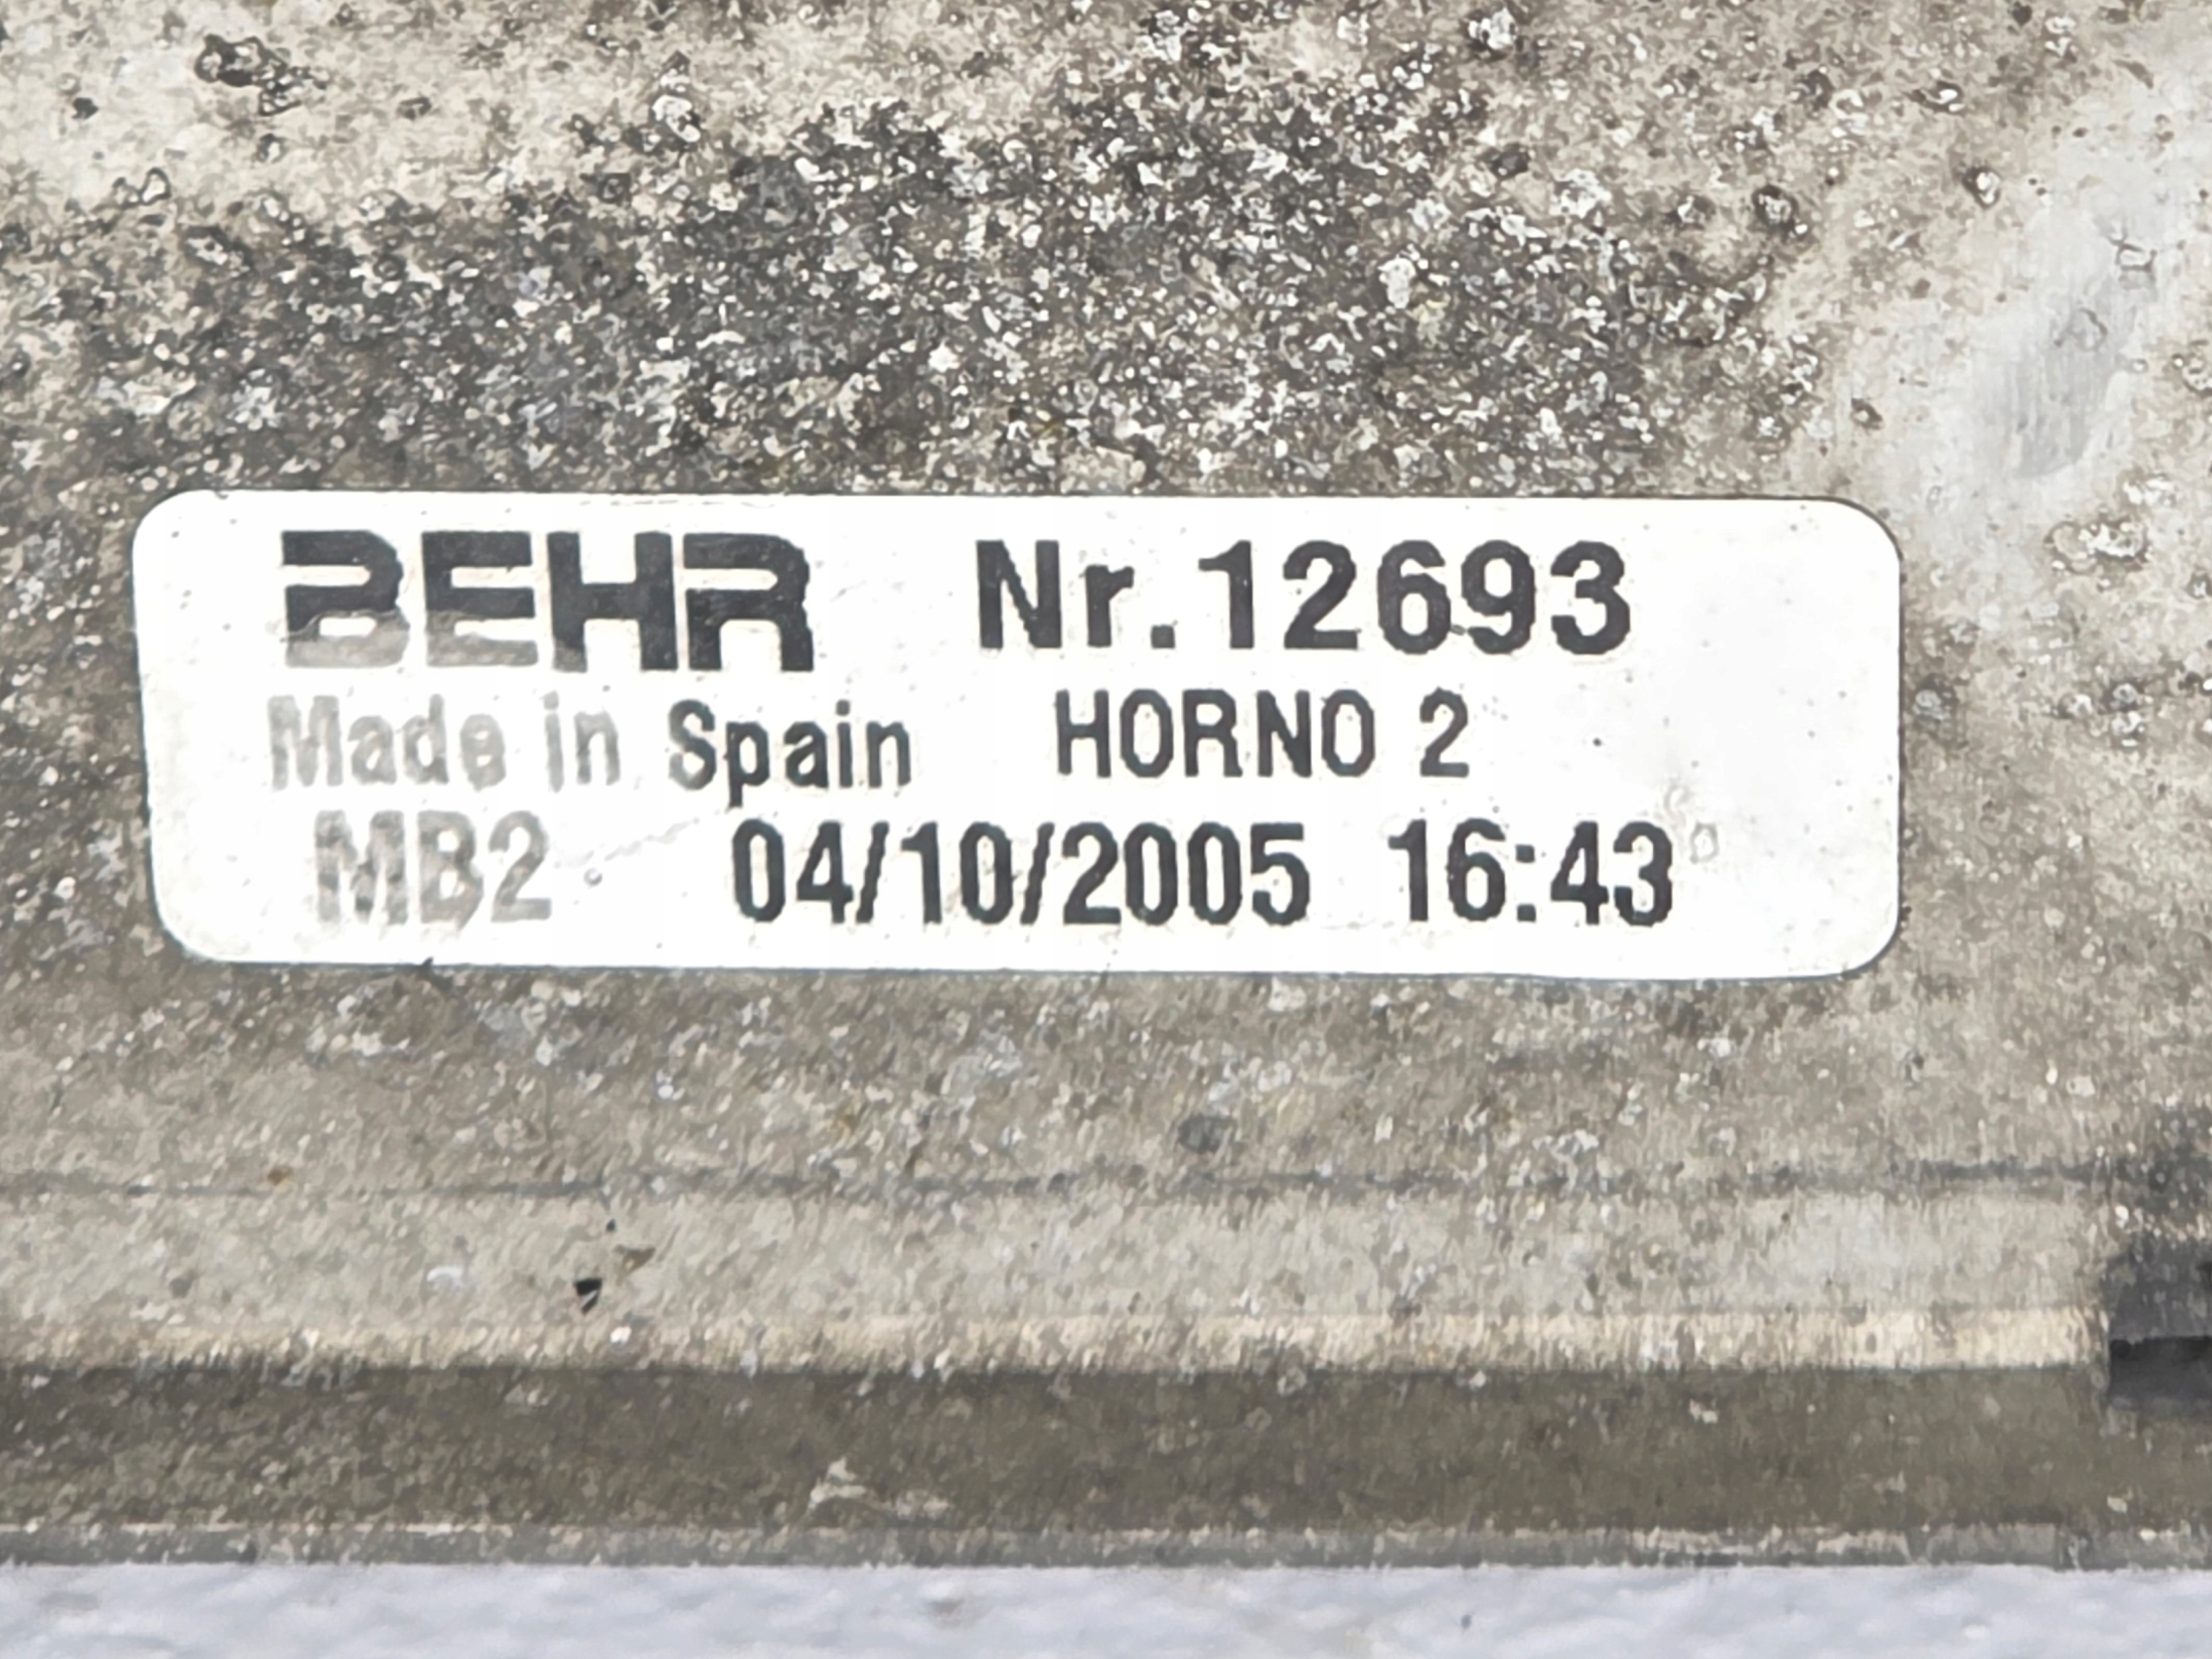 BEHR Nr.12693
Made in Spain HORNO 2
MB2 04/10/2005 16:43